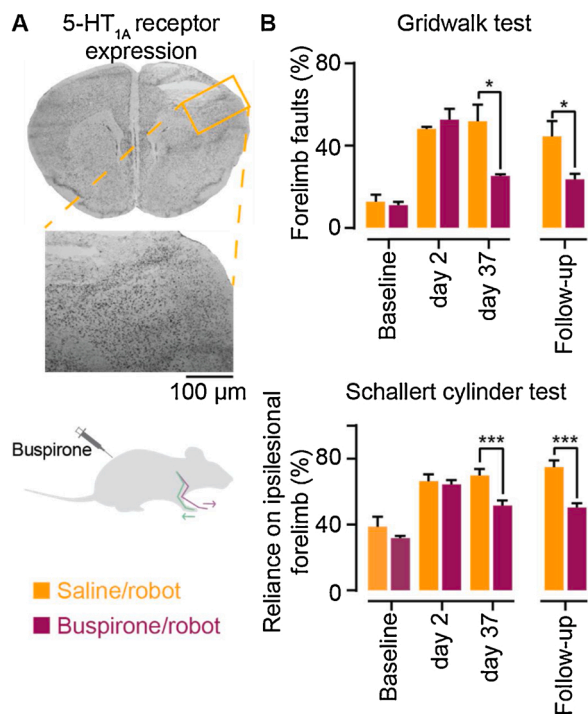 A
5-HT1A receptor
expression
100 μm
Buspirone
Saline/robot
Buspirone/robot
B
Gridwalk test
Forelimb faults (%)
80
40
0
*
*
Baseline
day 2
day 37
Follow-up
Schallert cylinder test
Reliance on ipsilesional
forelimb (%)
80
40
0
***
***
Baseline
day 2
day 37
Follow-up